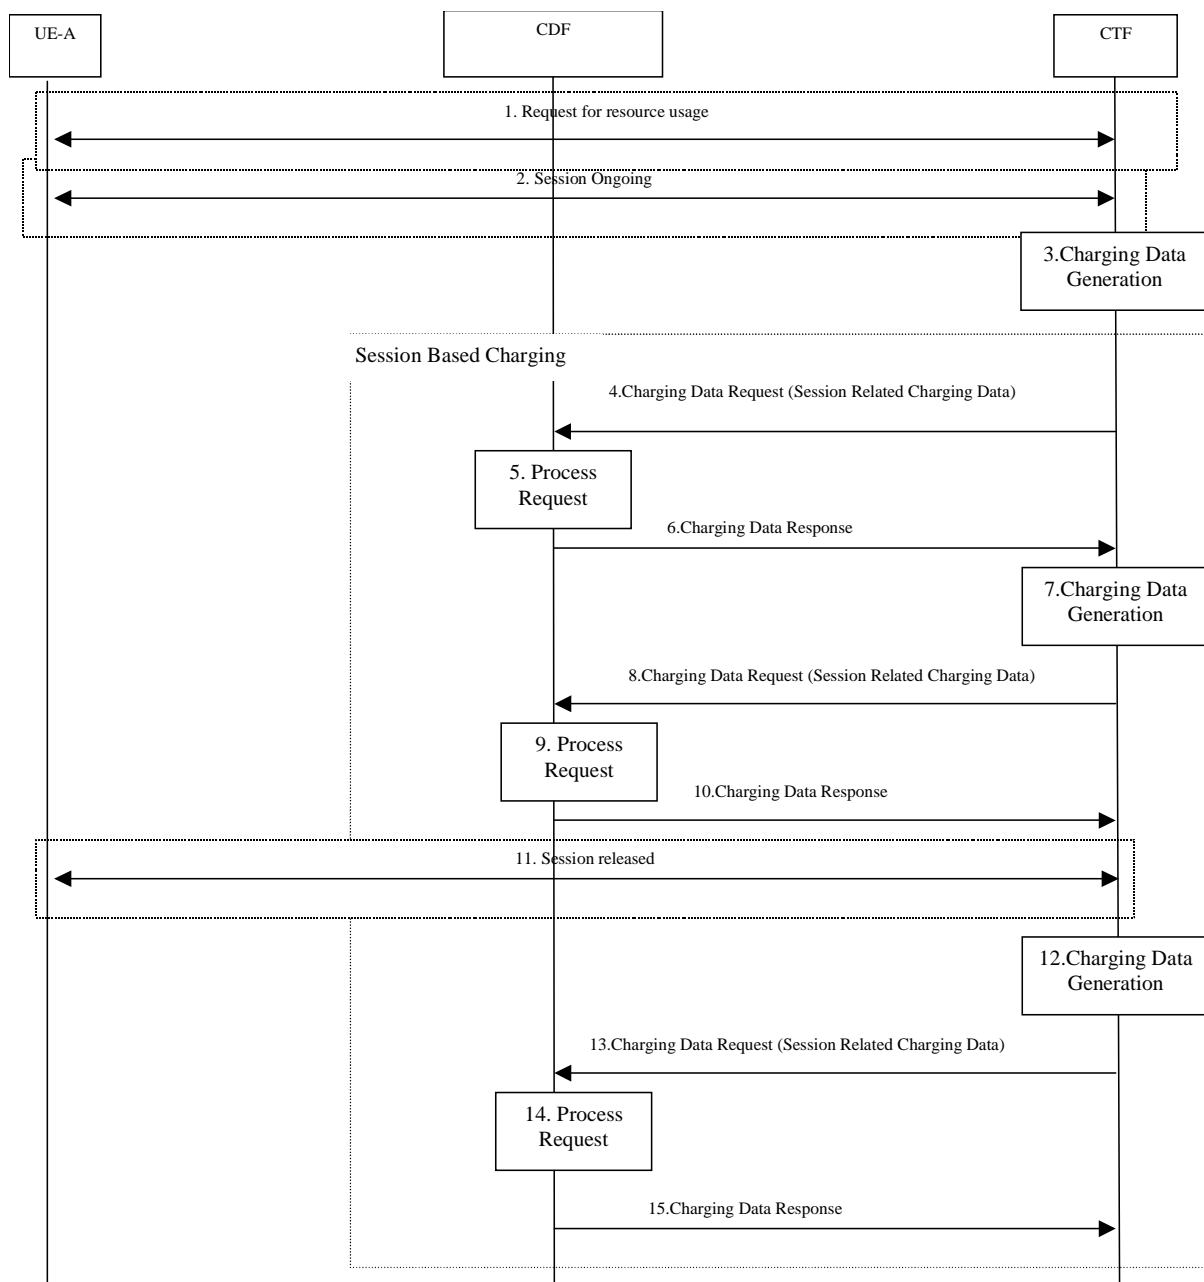 UE-A
CDF
CTF
1. Request for resource usage
2. Session Ongoing
3.Charging Data
Generation
Session Based Charging
4.Charging Data Request (Session Related Charging Data)
5. Process
Request
6.Charging Data Response
7.Charging Data
Generation
8.Charging Data Request (Session Related Charging Data)
9. Process
Request
10.Charging Data Response
11. Session released
12.Charging Data
Generation
13.Charging Data Request (Session Related Charging Data)
14. Process
Request
15.Charging Data Response